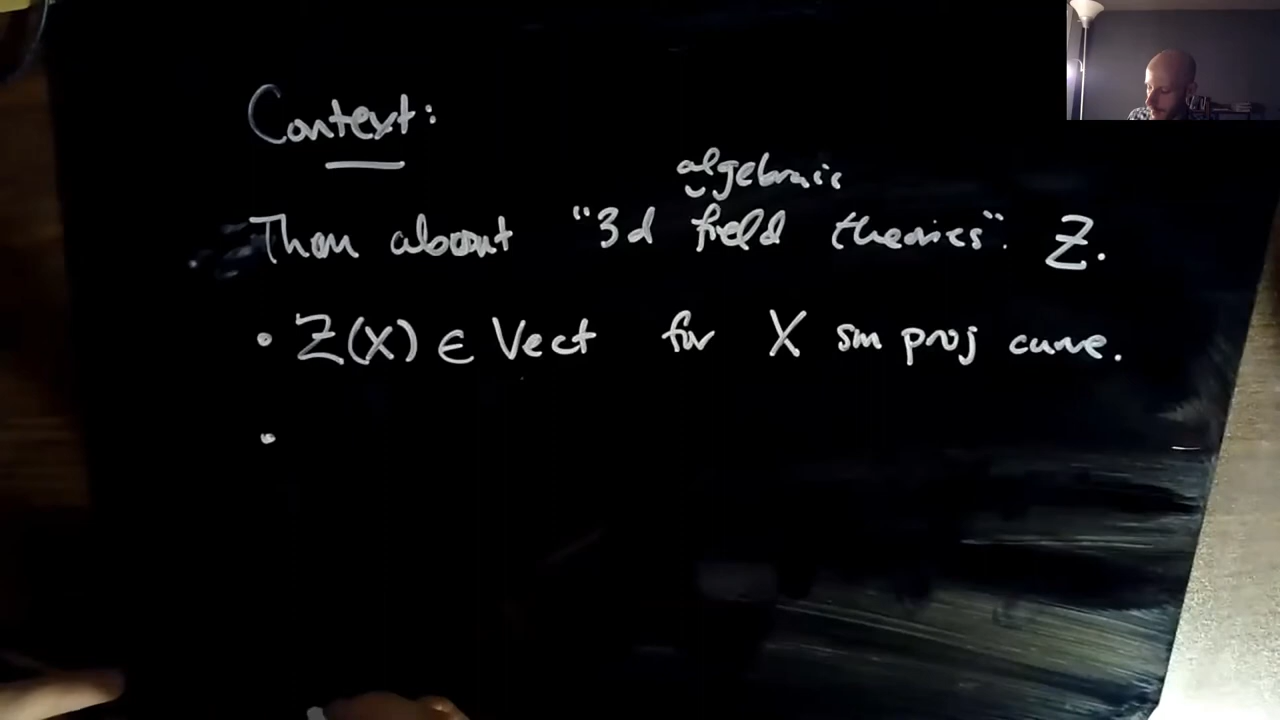 Context:
algebraic
Thm about "3d field theories". Z.
• Z(X) ∈ Vect for X sm proj curve.
•